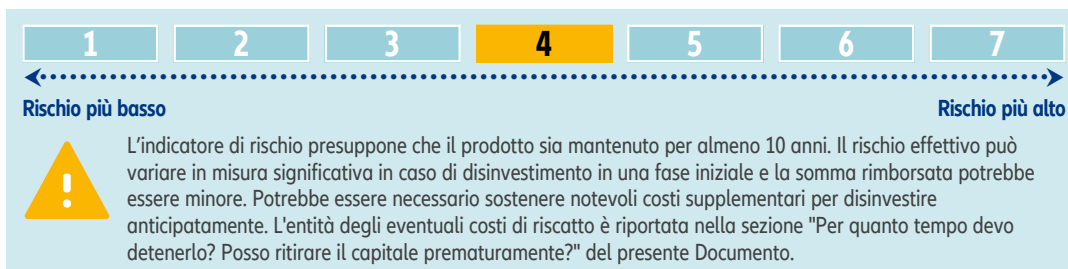 1 2 3 4 5 6 7
Rischio più basso Rischio più alto
L’indicatore di rischio presuppone che il prodotto sia mantenuto per almeno 10 anni. Il rischio effettivo può
variare in misura significativa in caso di disinvestimento in una fase iniziale e la somma rimborsata potrebbe
essere minore. Potrebbe essere necessario sostenere notevoli costi supplementari per disinvestire
anticipatamente. L'entità degli eventuali costi di riscatto è riportata nella sezione "Per quanto tempo devo
detenerlo? Posso ritirare il capitale prematuramente?" del presente Documento.